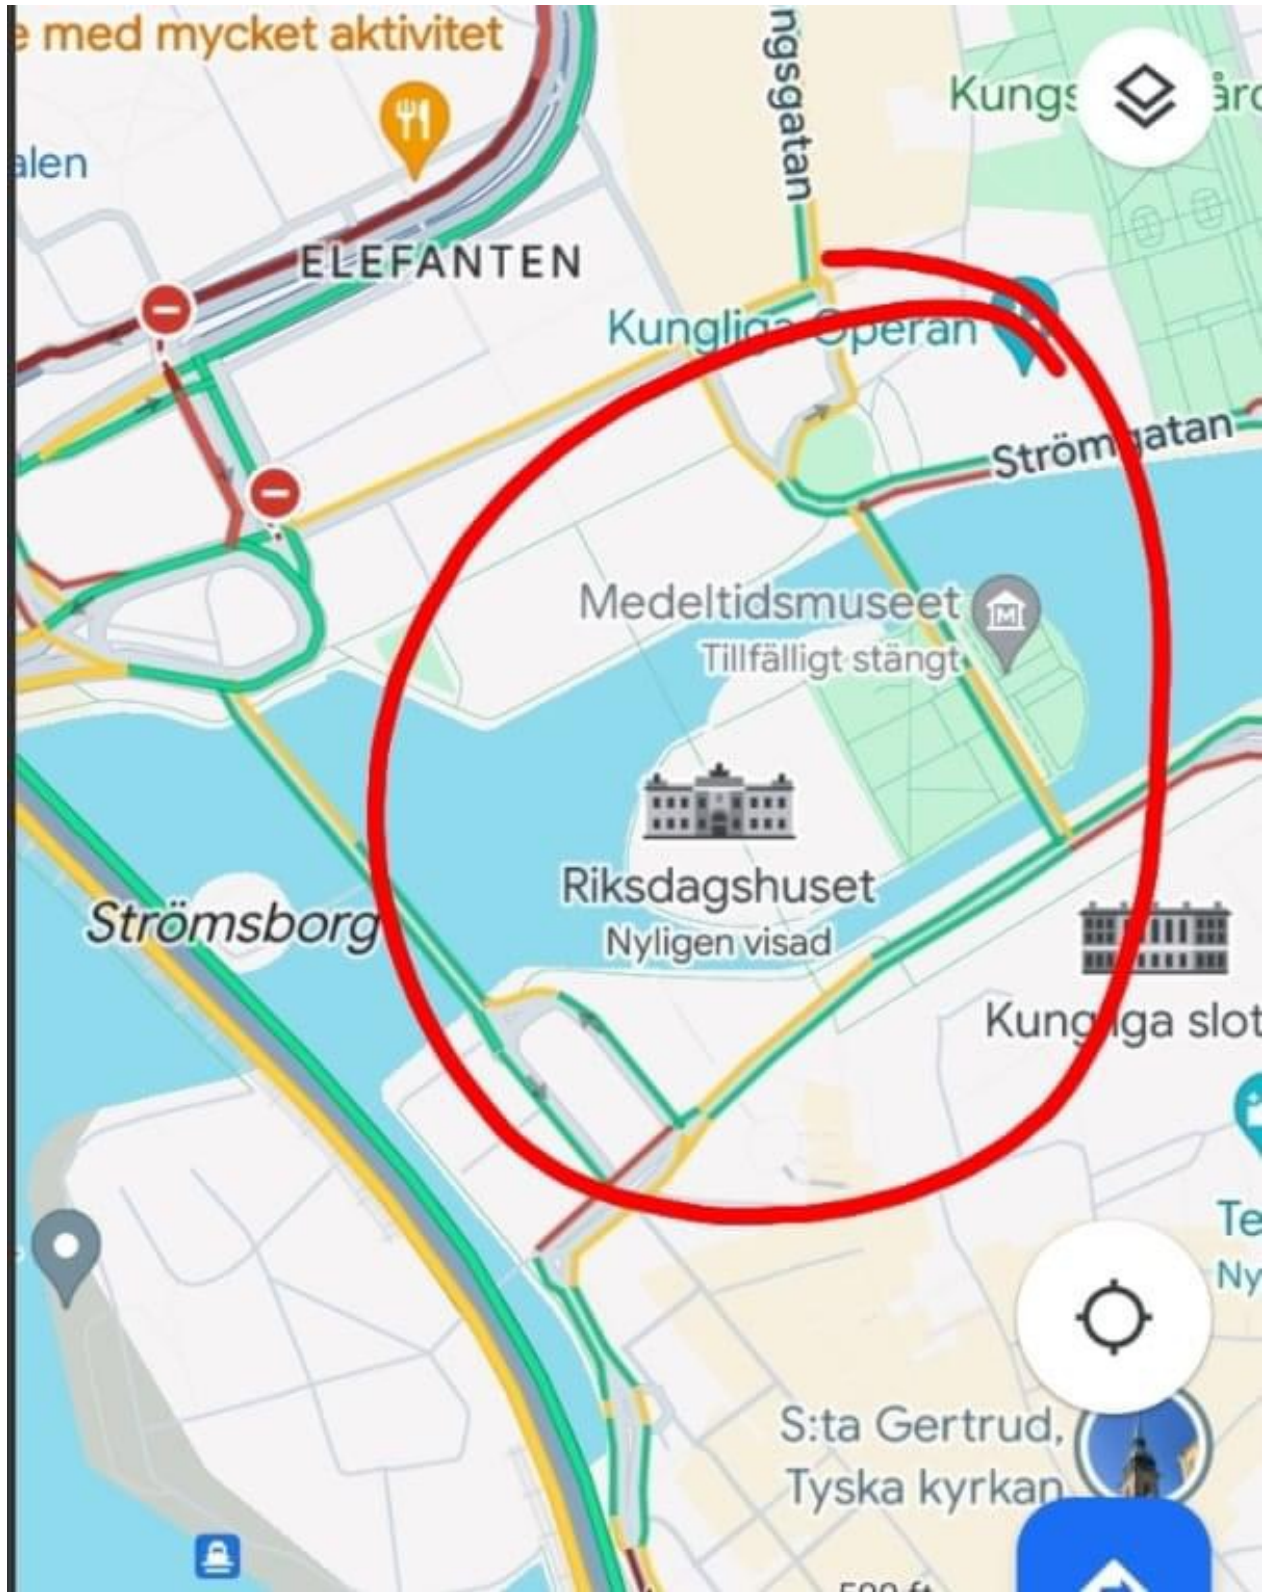 e med mycket aktivitet
ngsgatan
Kungs
ård
alen
ELEFANTEN
Kungliga Operan
Strömgatan
Medeltidsmuseet
Tillfälligt stängt
Riksdagshuset
Nyligen visad
Strömsborg
Kungliga slot
Te
Ny
S:ta Gertrud,
Tyska kyrkan